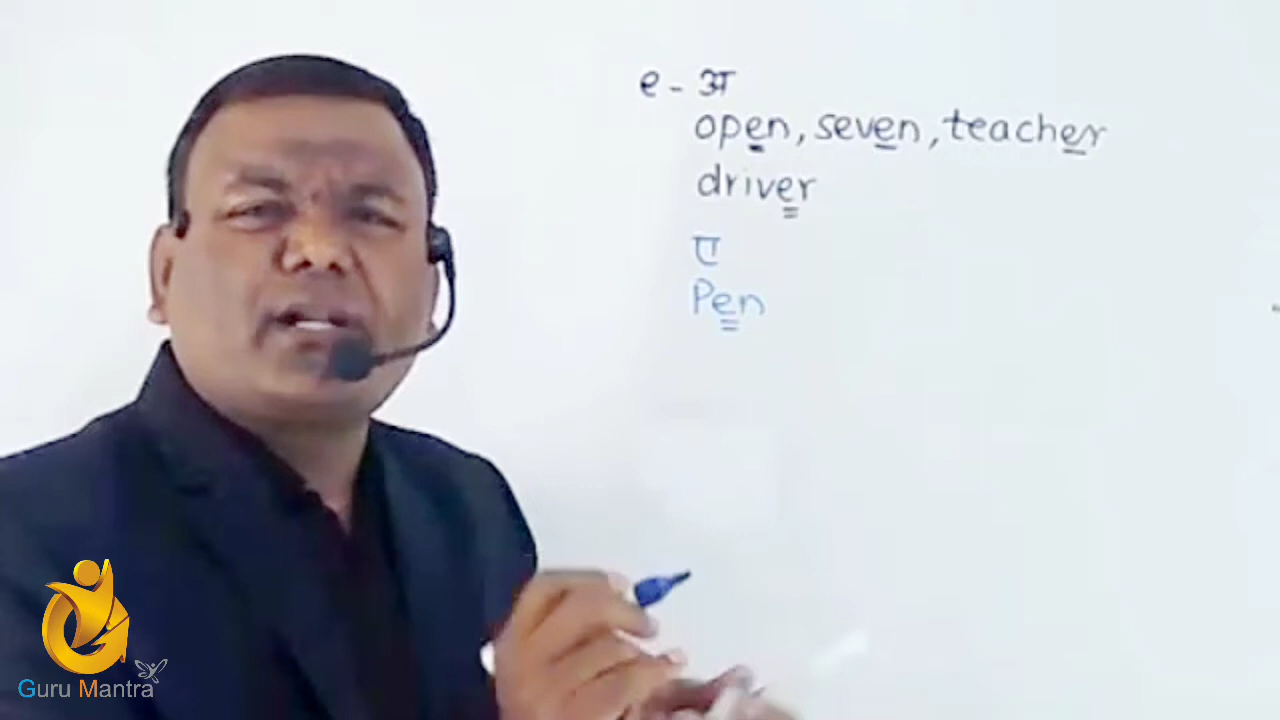 e - अ
open, seven, teacher
driver
ए
Pen
Guru Mantra